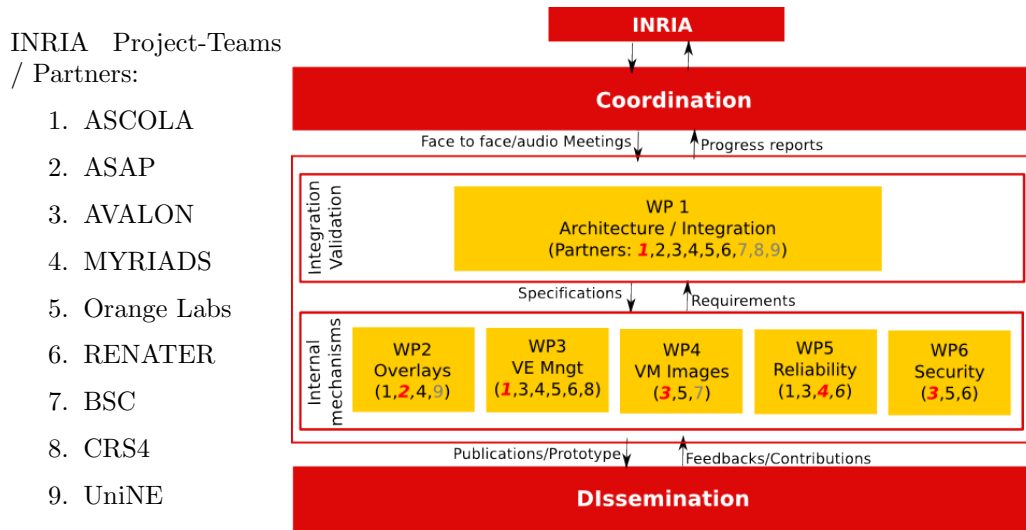 INRIA Project-Teams
/ Partners:
1. ASCOLA
2. ASAP
3. AVALON
4. MYRIADS
5. Orange Labs
6. RENATER
7. BSC
8. CRS4
9. UniNE
INRIA
Coordination
Face to face/audio Meetings
Progress reports
Integration
Validation
WP 1
Architecture / Integration
(Partners: 1,2,3,4,5,6,7,8,9)
Specifications
Requirements
Internal
mechanisms
WP2
Overlays
(1,2,4,9)
WP3
VE Mngt
(1,3,4,5,6,8)
WP4
VM Images
(3,5,7)
WP5
Reliability
(1,3,4,6)
WP6
Security
(3,5,6)
Publications/Prototype
Feedbacks/Contributions
DIssemination